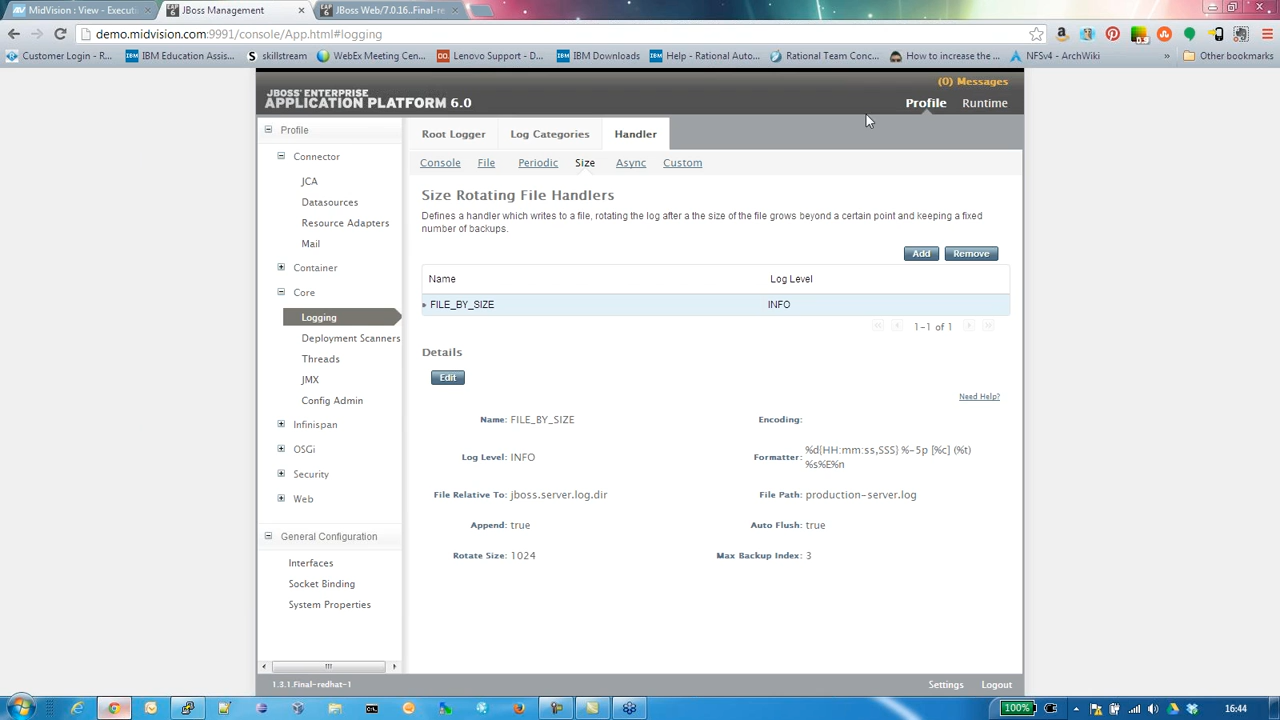 MidVision : View - Executi
JBoss Management
JBoss Web/7.0.16.Final-re
demo.midvision.com:9991/console/App.html#logging
Customer Login - R...
IBM Education Assi...
skillstream
WebEx Meeting Cen...
Lenovo Support - D...
IBM Downloads
Help - Rational Auto...
Rational Team Conc...
How to increase the ...
NFSv4 - ArchWiki
»
Other bookmarks
JBOSS' ENTERPRISE
APPLICATION PLATFORM 6.0
(0) Messages
Profile
Runtime
Profile
Connector
JCA
Datasources
Resource Adapters
Mail
Container
Core
Logging
Deployment Scanners
Threads
JMX
Config Admin
Infinispan
OSGi
Security
Web
General Configuration
Interfaces
Socket Binding
System Properties
Root Logger
Log Categories
Handler
Console
File
Periodic
Size
Async
Custom
Size Rotating File Handlers
Defines a handler which writes to a file, rotating the log after a the size of the file grows beyond a certain point and keeping a fixed
number of backups.
Add
Remove
Name
Log Level
FILE_BY_SIZE
INFO
1-1 of 1
Details
Edit
Need Help?
Name: FILE_BY_SIZE
Encoding:
Log Level: INFO
Formatter: %d{HH:mm:ss,SSS} %-5p [%c] (%t)
%s%E%n
File Relative To: jboss.server.log.dir
File Path: production-server.log
Append: true
Auto Flush: true
Rotate Size: 1024
Max Backup Index: 3
1.3.1.Final-redhat-1
Settings
Logout
100%
16:44